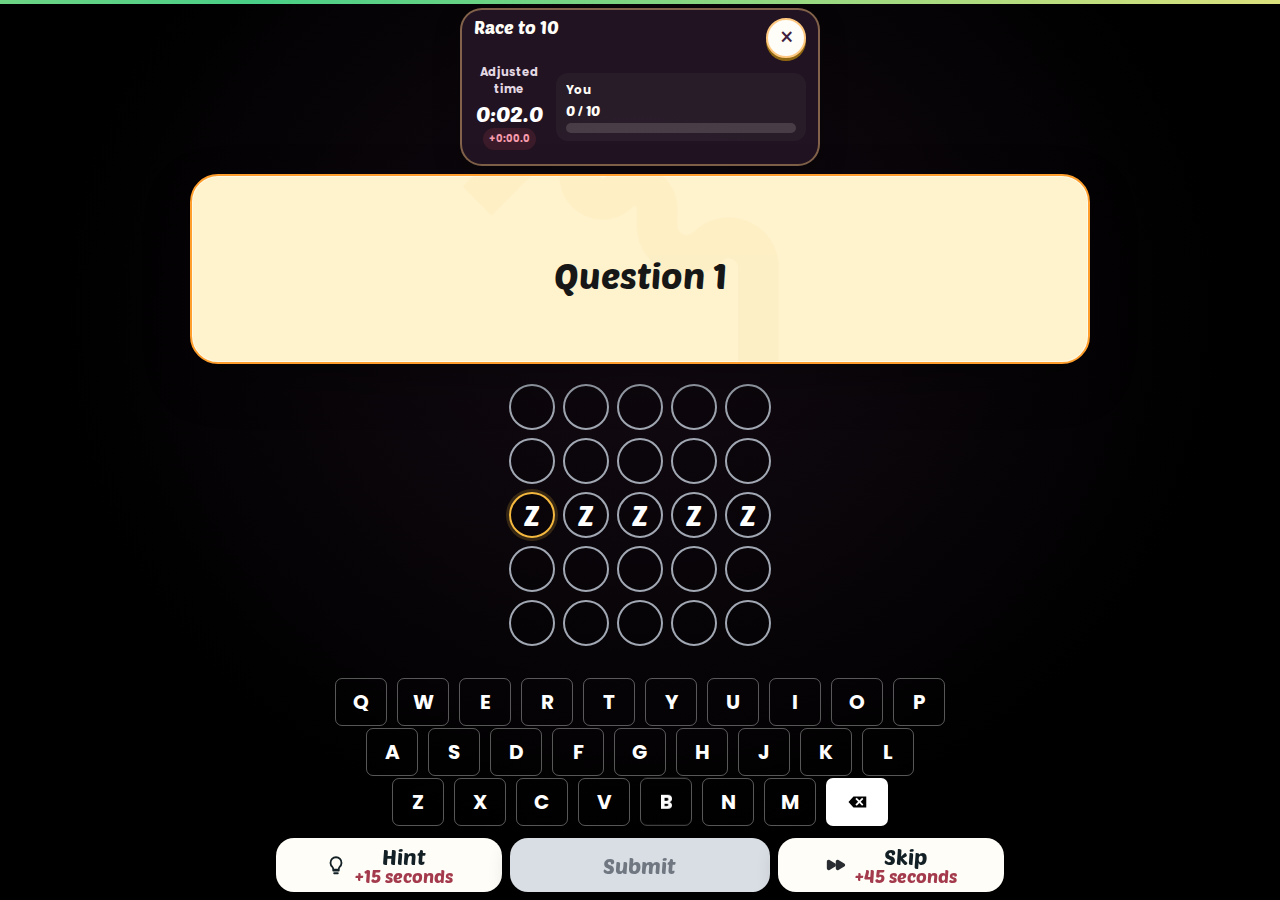 Race to 10
×
Adjusted
time
0:02.0
+0:00.0
You
0 / 10
Question 1
Z Z Z Z Z
Q W E R T Y U I O P
A S D F G H J K L
Z X C V B N M
Hint
+15 seconds
Submit
Skip
+45 seconds